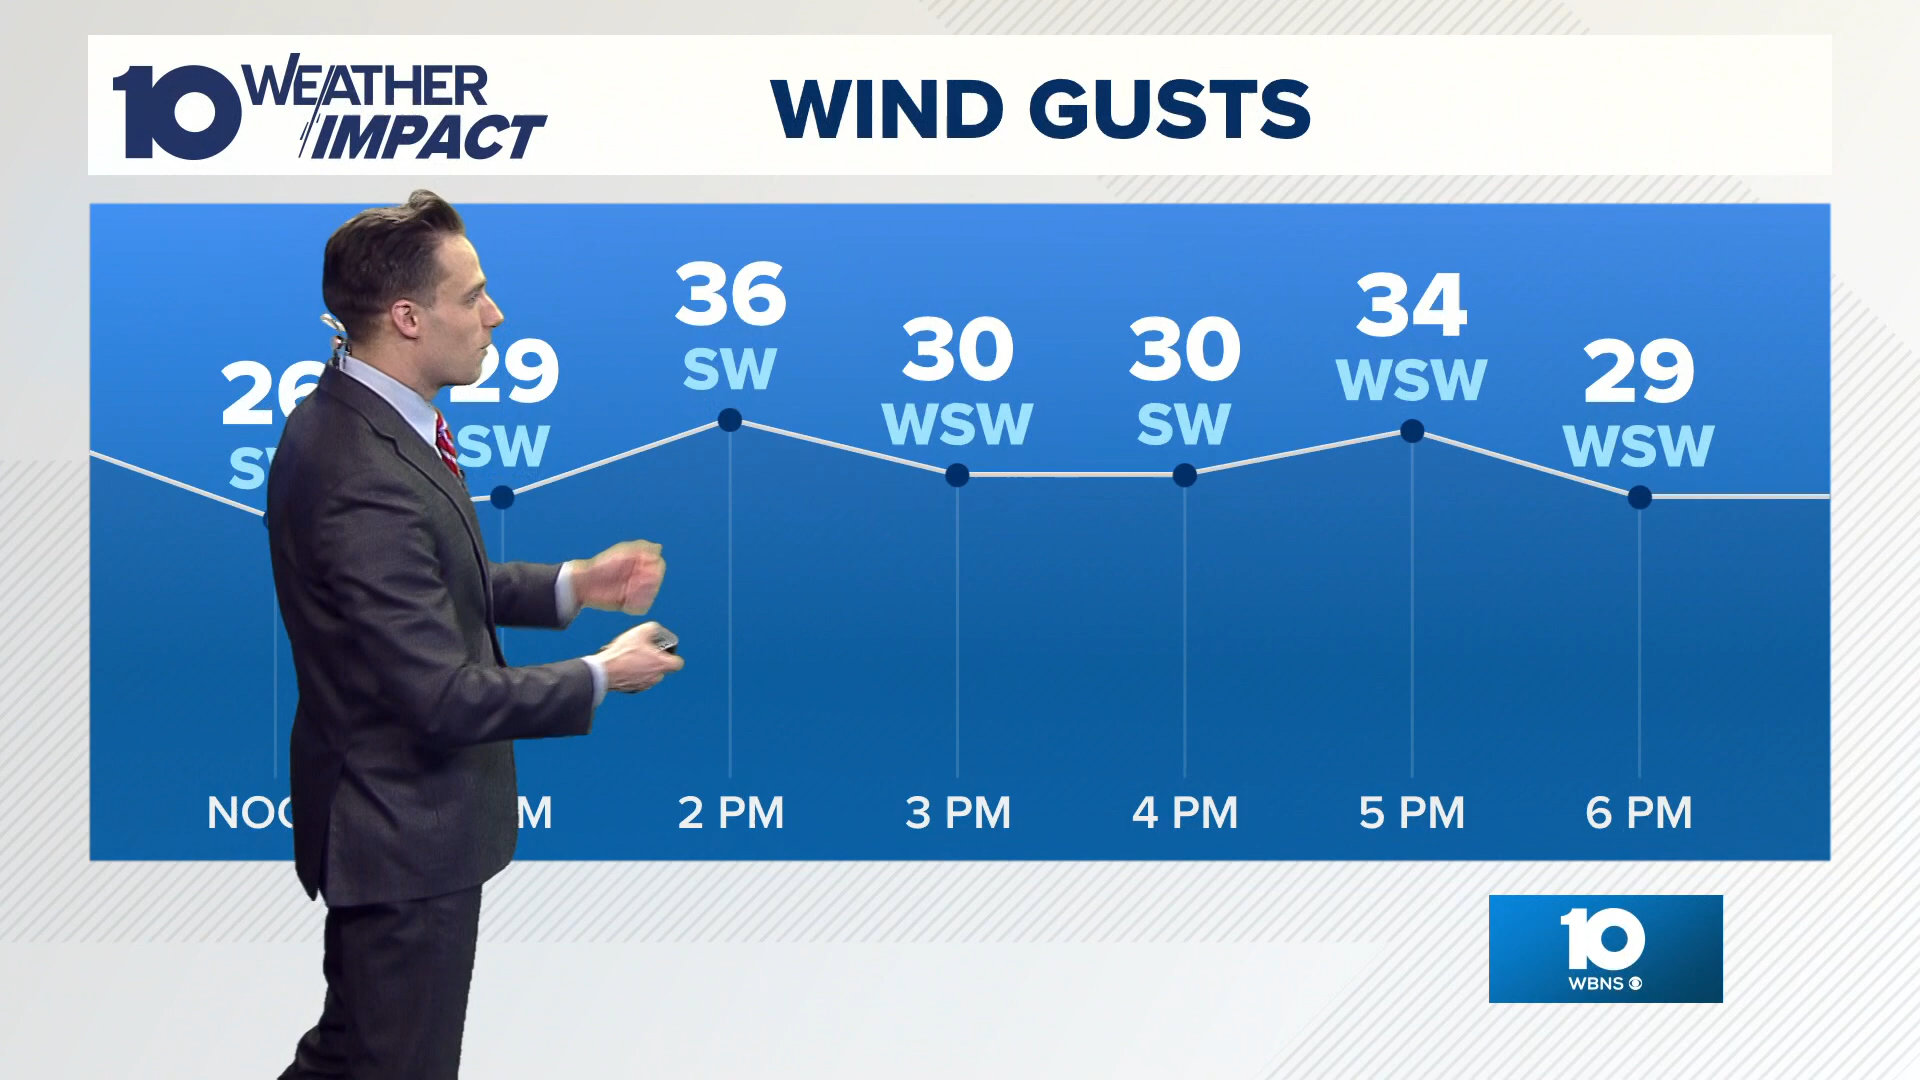 10 WEATHER
IMPACT
WIND GUSTS
26
29
SW
36
SW
30
WSW
30
SW
34
WSW
29
WSW
2 PM
3 PM
4 PM
5 PM
6 PM
10
WBNS